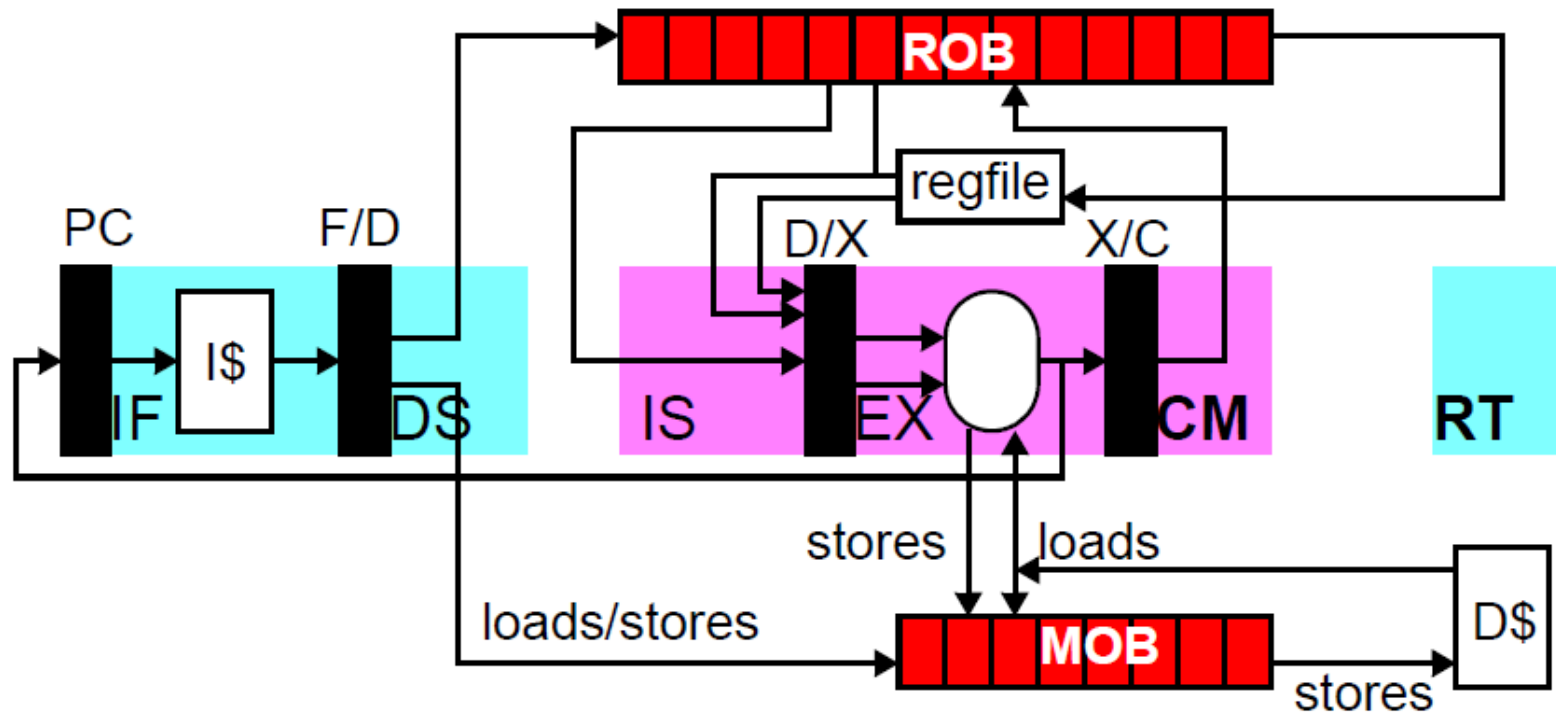 ROB
regfile
PC
F/D
D/X
X/C
I$
IF
DS
IS
EX
CM
RT
stores
loads
loads/stores
MOB
D$
stores